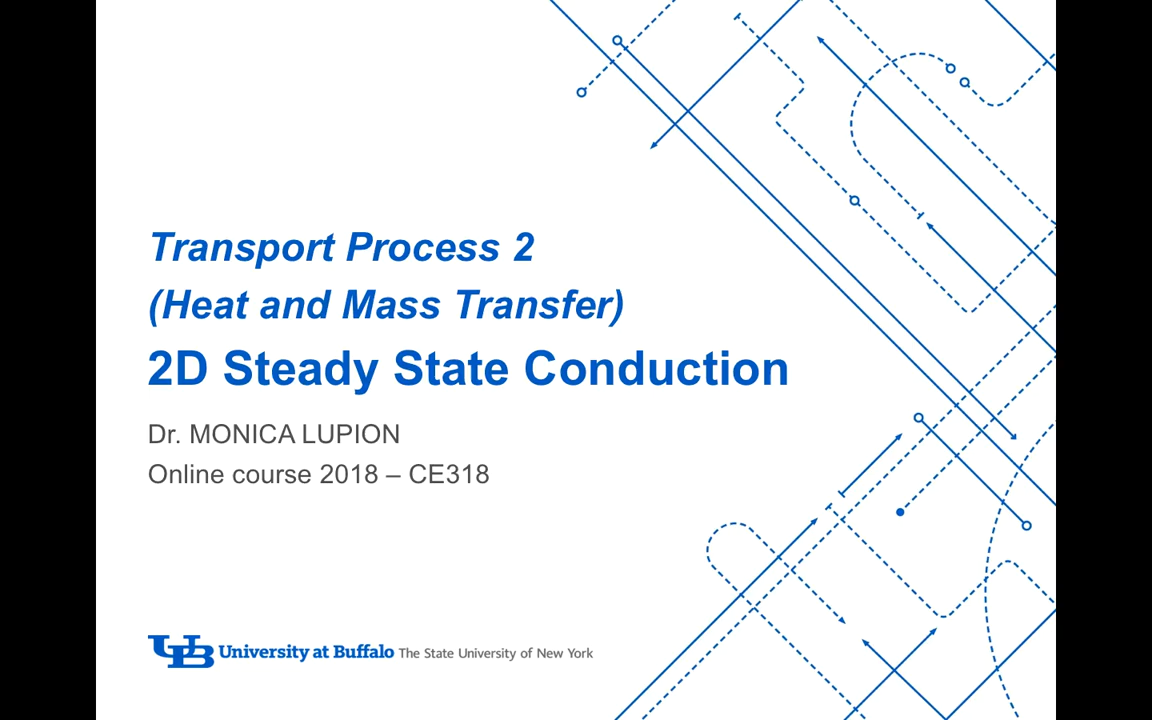 Transport Process 2
(Heat and Mass Transfer)
2D Steady State Conduction
Dr. MONICA LUPION
Online course 2018 – CE318
UB University at Buffalo The State University of New York